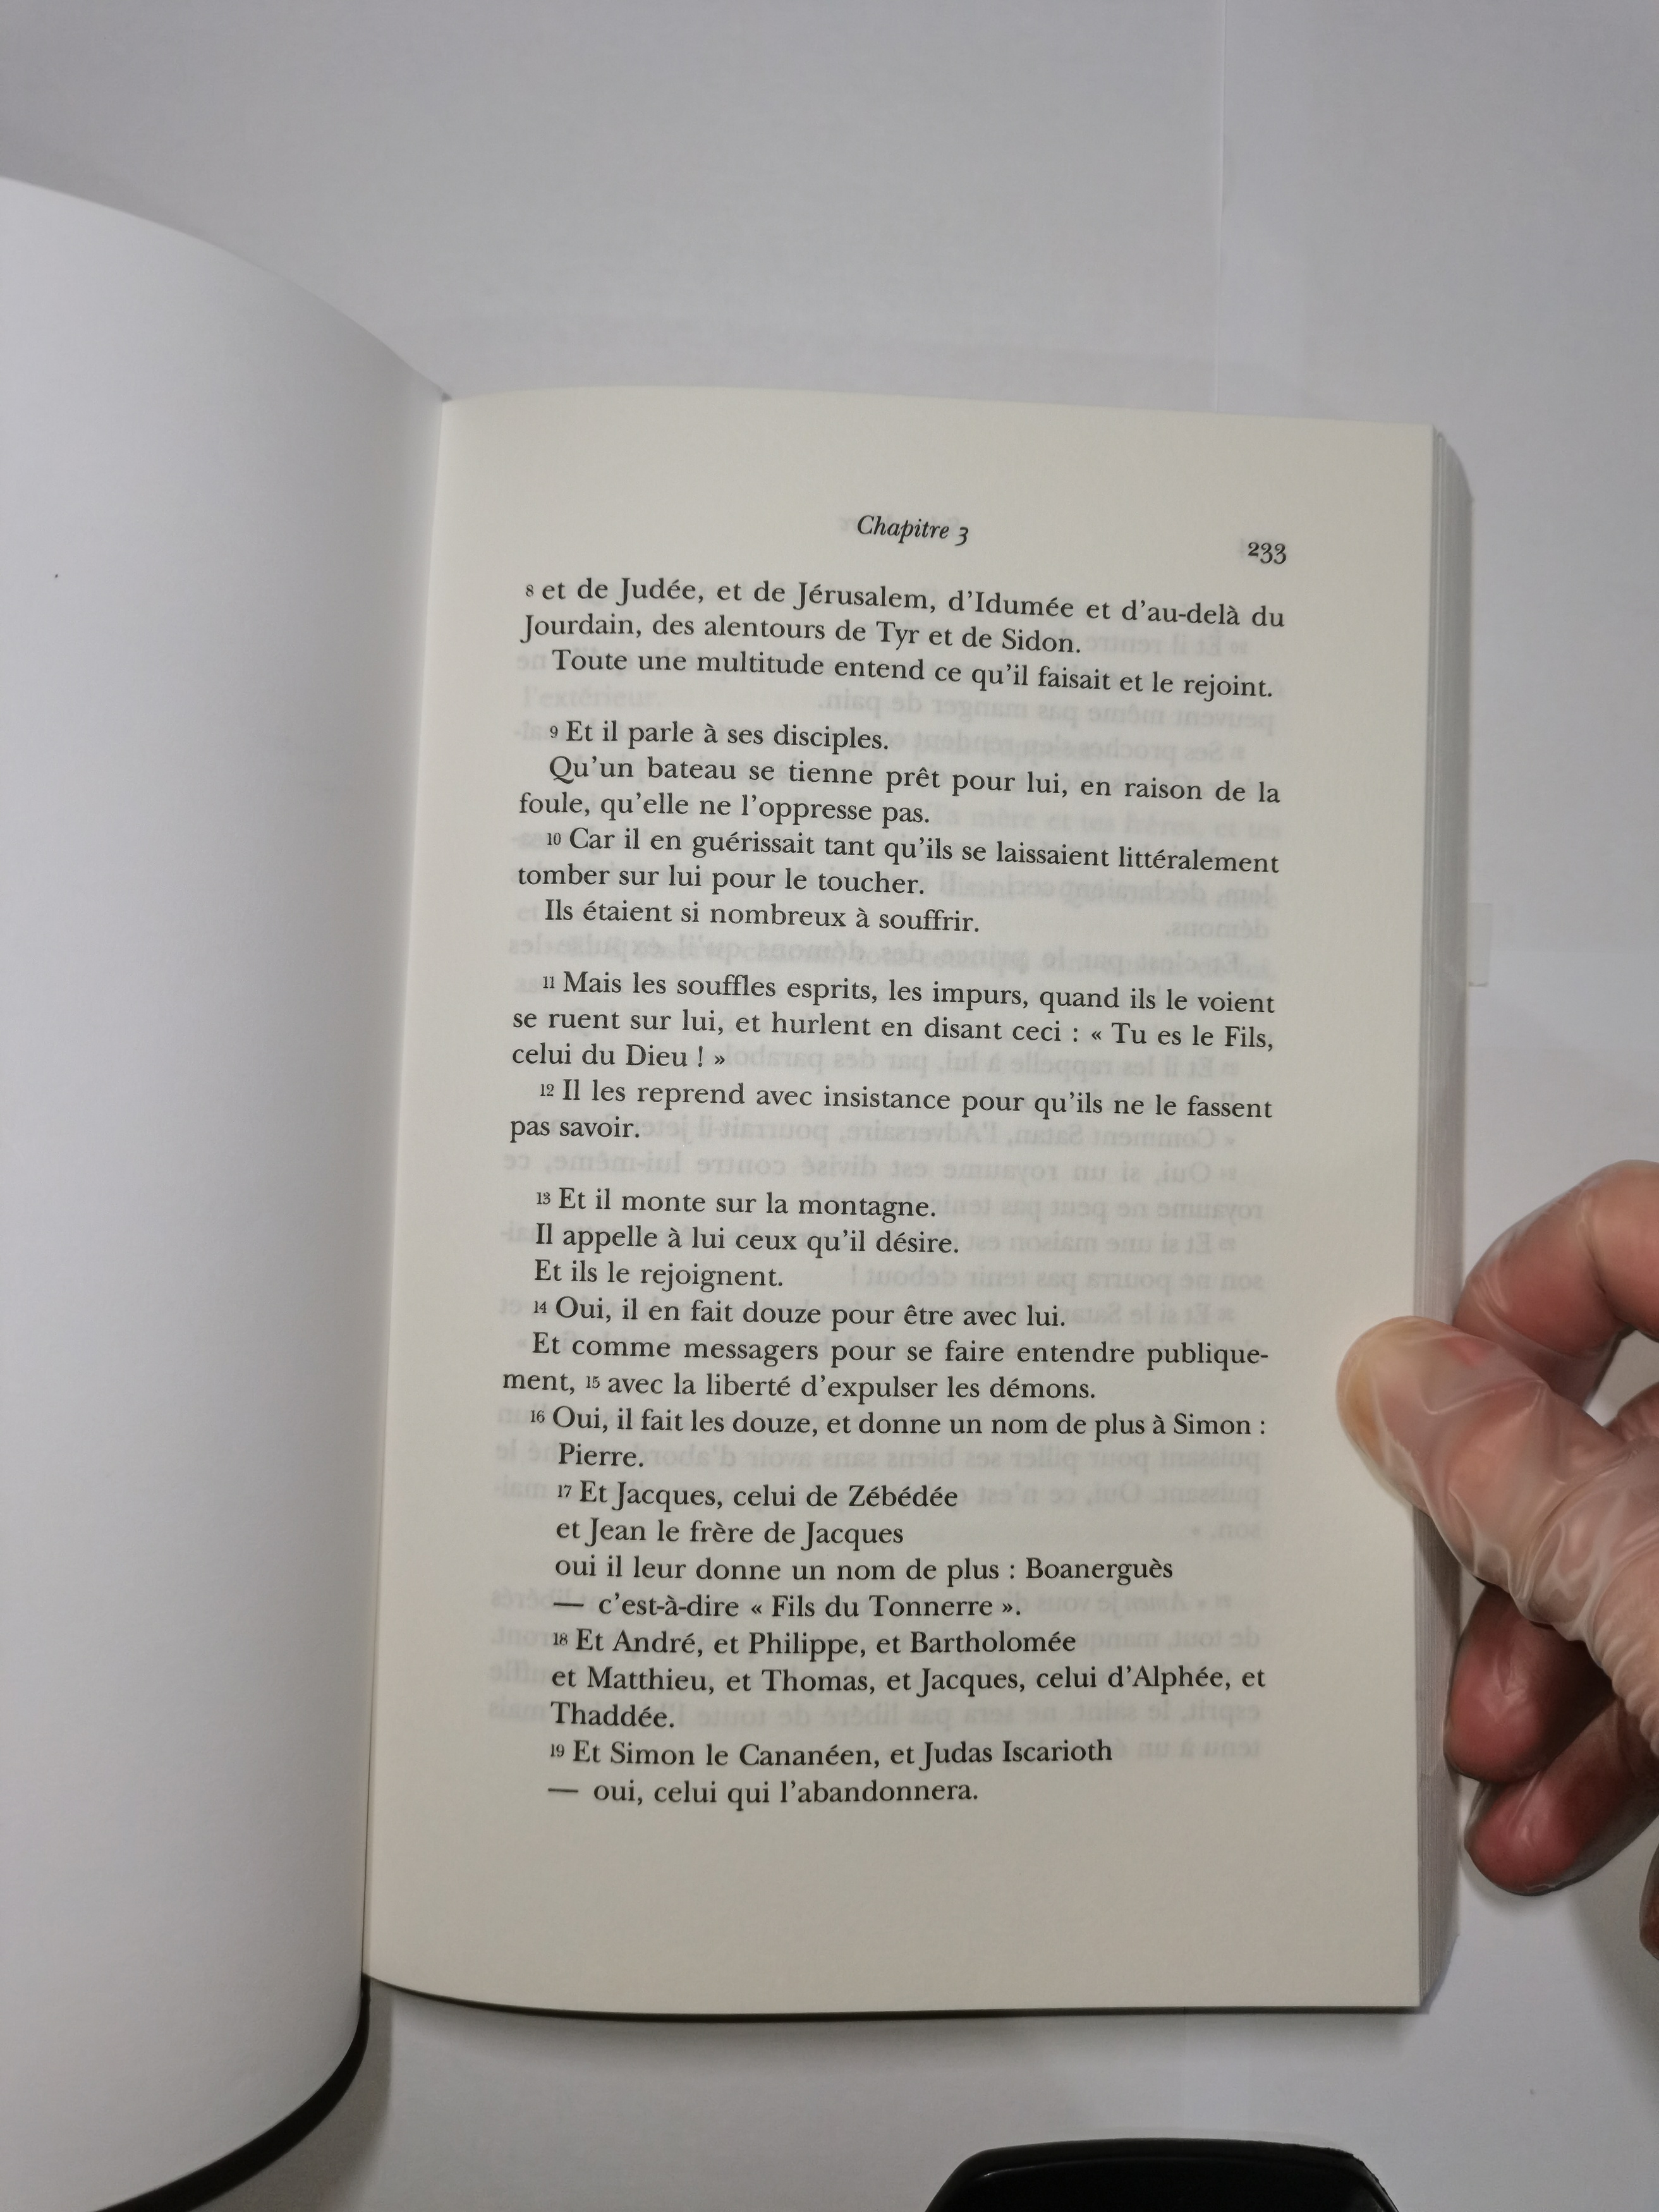 Chapitre 3
233
8 et de Judée, et de Jérusalem, d'Idumée et d'au-delà du
Jourdain, des alentours de Tyr et de Sidon.
Toute une multitude entend ce qu'il faisait et le rejoint.
9 Et il parle à ses disciples.
Qu'un bateau se tienne prêt pour lui, en raison de la
foule, qu'elle ne l'oppresse pas.
10 Car il en guérissait tant qu'ils se laissaient littéralement
tomber sur lui pour le toucher.
Ils étaient si nombreux à souffrir.
11 Mais les souffles esprits, les impurs, quand ils le voient
se ruent sur lui, et hurlent en disant ceci : « Tu es le Fils,
celui du Dieu ! »
12 Il les reprend avec insistance pour qu'ils ne le fassent
pas savoir.
13 Et il monte sur la montagne.
Il appelle à lui ceux qu'il désire.
Et ils le rejoignent.
14 Oui, il en fait douze pour être avec lui.
Et comme messagers pour se faire entendre publique-
ment, 15 avec la liberté d'expulser les démons.
16 Oui, il fait les douze, et donne un nom de plus à Simon :
Pierre.
17 Et Jacques, celui de Zébédée
et Jean le frère de Jacques
oui il leur donne un nom de plus : Boanerguès
— c'est-à-dire « Fils du Tonnerre ».
18 Et André, et Philippe, et Bartholomée
et Matthieu, et Thomas, et Jacques, celui d'Alphée, et
Thaddée.
19 Et Simon le Cananéen, et Judas Iscarioth
— oui, celui qui l'abandonnera.